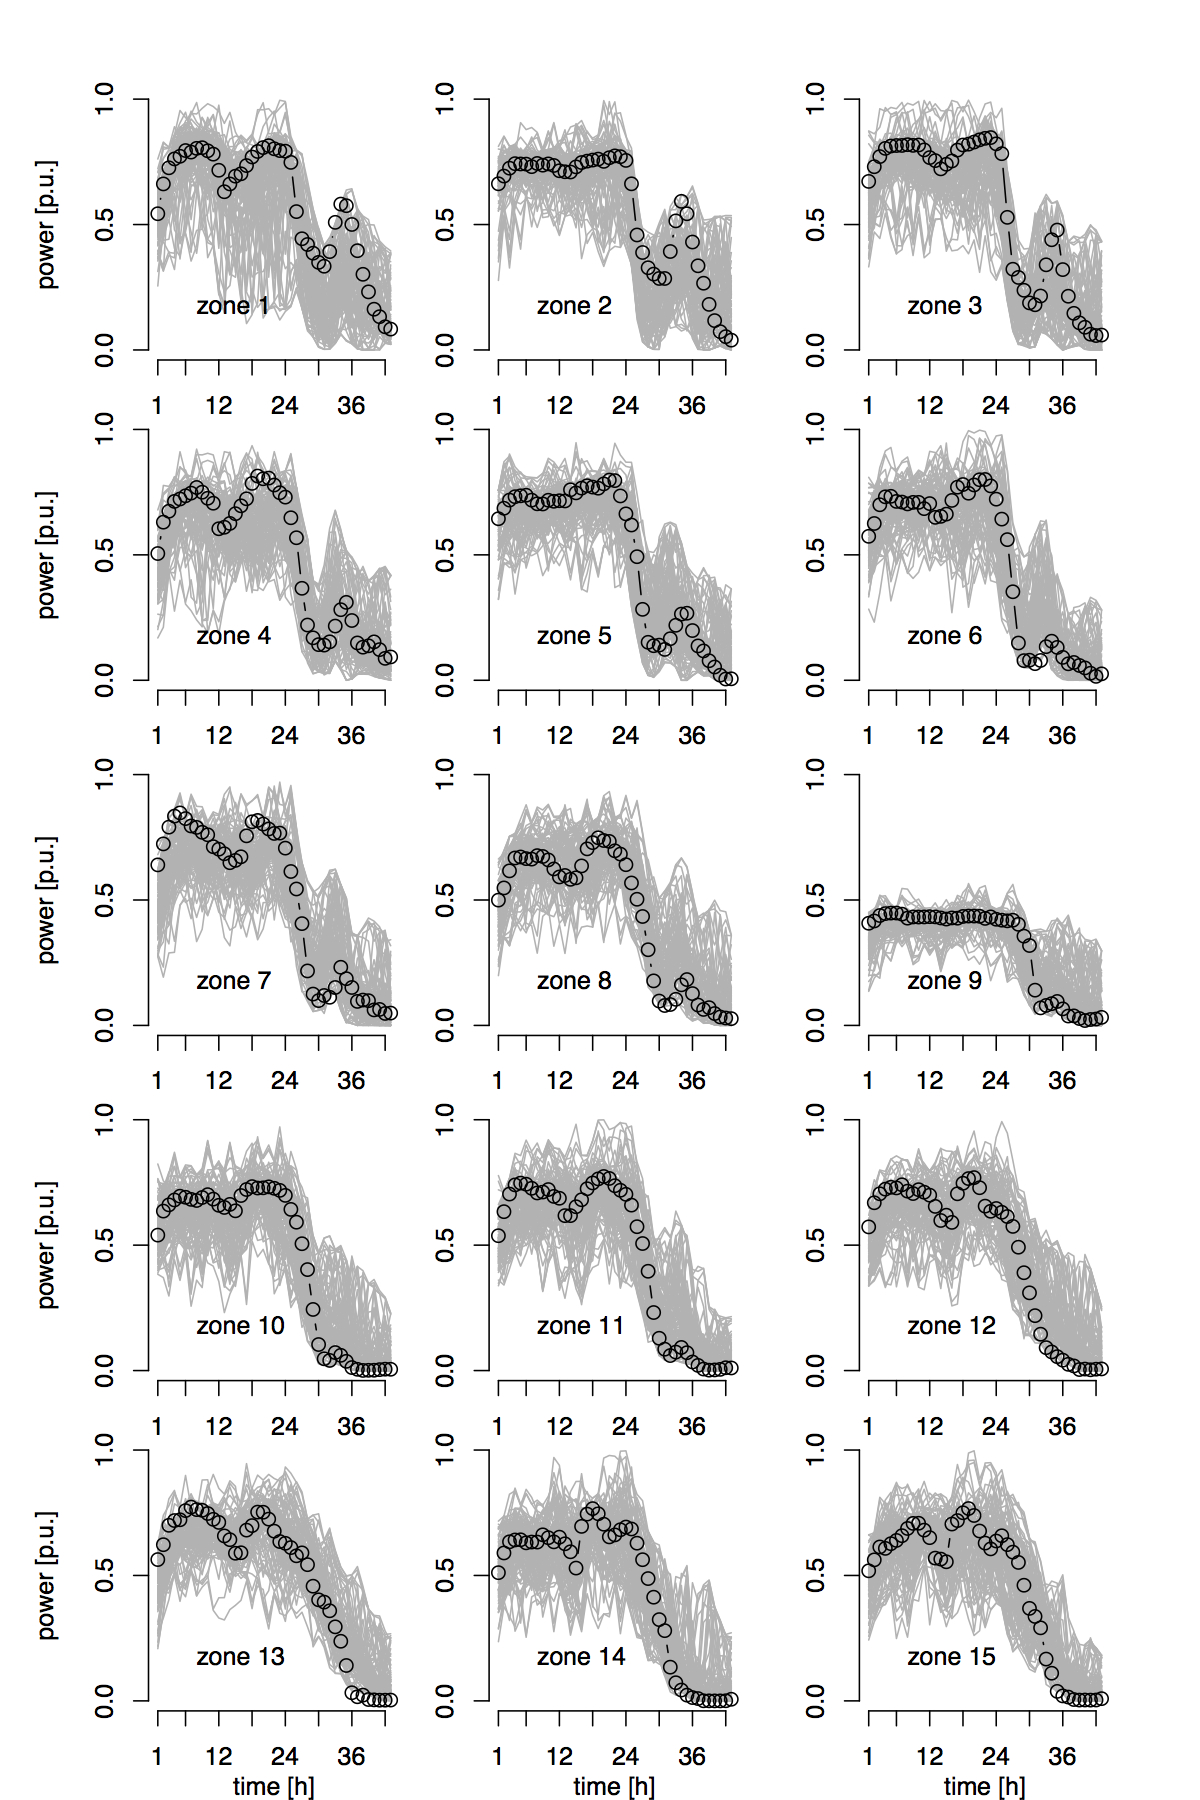 power [p.u.]
0.0 0.5 1.0
zone 1
1 12 24 36
0.0 0.5 1.0
zone 2
1 12 24 36
0.0 0.5 1.0
zone 3
1 12 24 36
power [p.u.]
0.0 0.5 1.0
zone 4
1 12 24 36
0.0 0.5 1.0
zone 5
1 12 24 36
0.0 0.5 1.0
zone 6
1 12 24 36
power [p.u.]
0.0 0.5 1.0
zone 7
1 12 24 36
0.0 0.5 1.0
zone 8
1 12 24 36
0.0 0.5 1.0
zone 9
1 12 24 36
power [p.u.]
0.0 0.5 1.0
zone 10
1 12 24 36
0.0 0.5 1.0
zone 11
1 12 24 36
0.0 0.5 1.0
zone 12
1 12 24 36
power [p.u.]
0.0 0.5 1.0
zone 13
1 12 24 36
time [h]
0.0 0.5 1.0
zone 14
1 12 24 36
time [h]
0.0 0.5 1.0
zone 15
1 12 24 36
time [h]